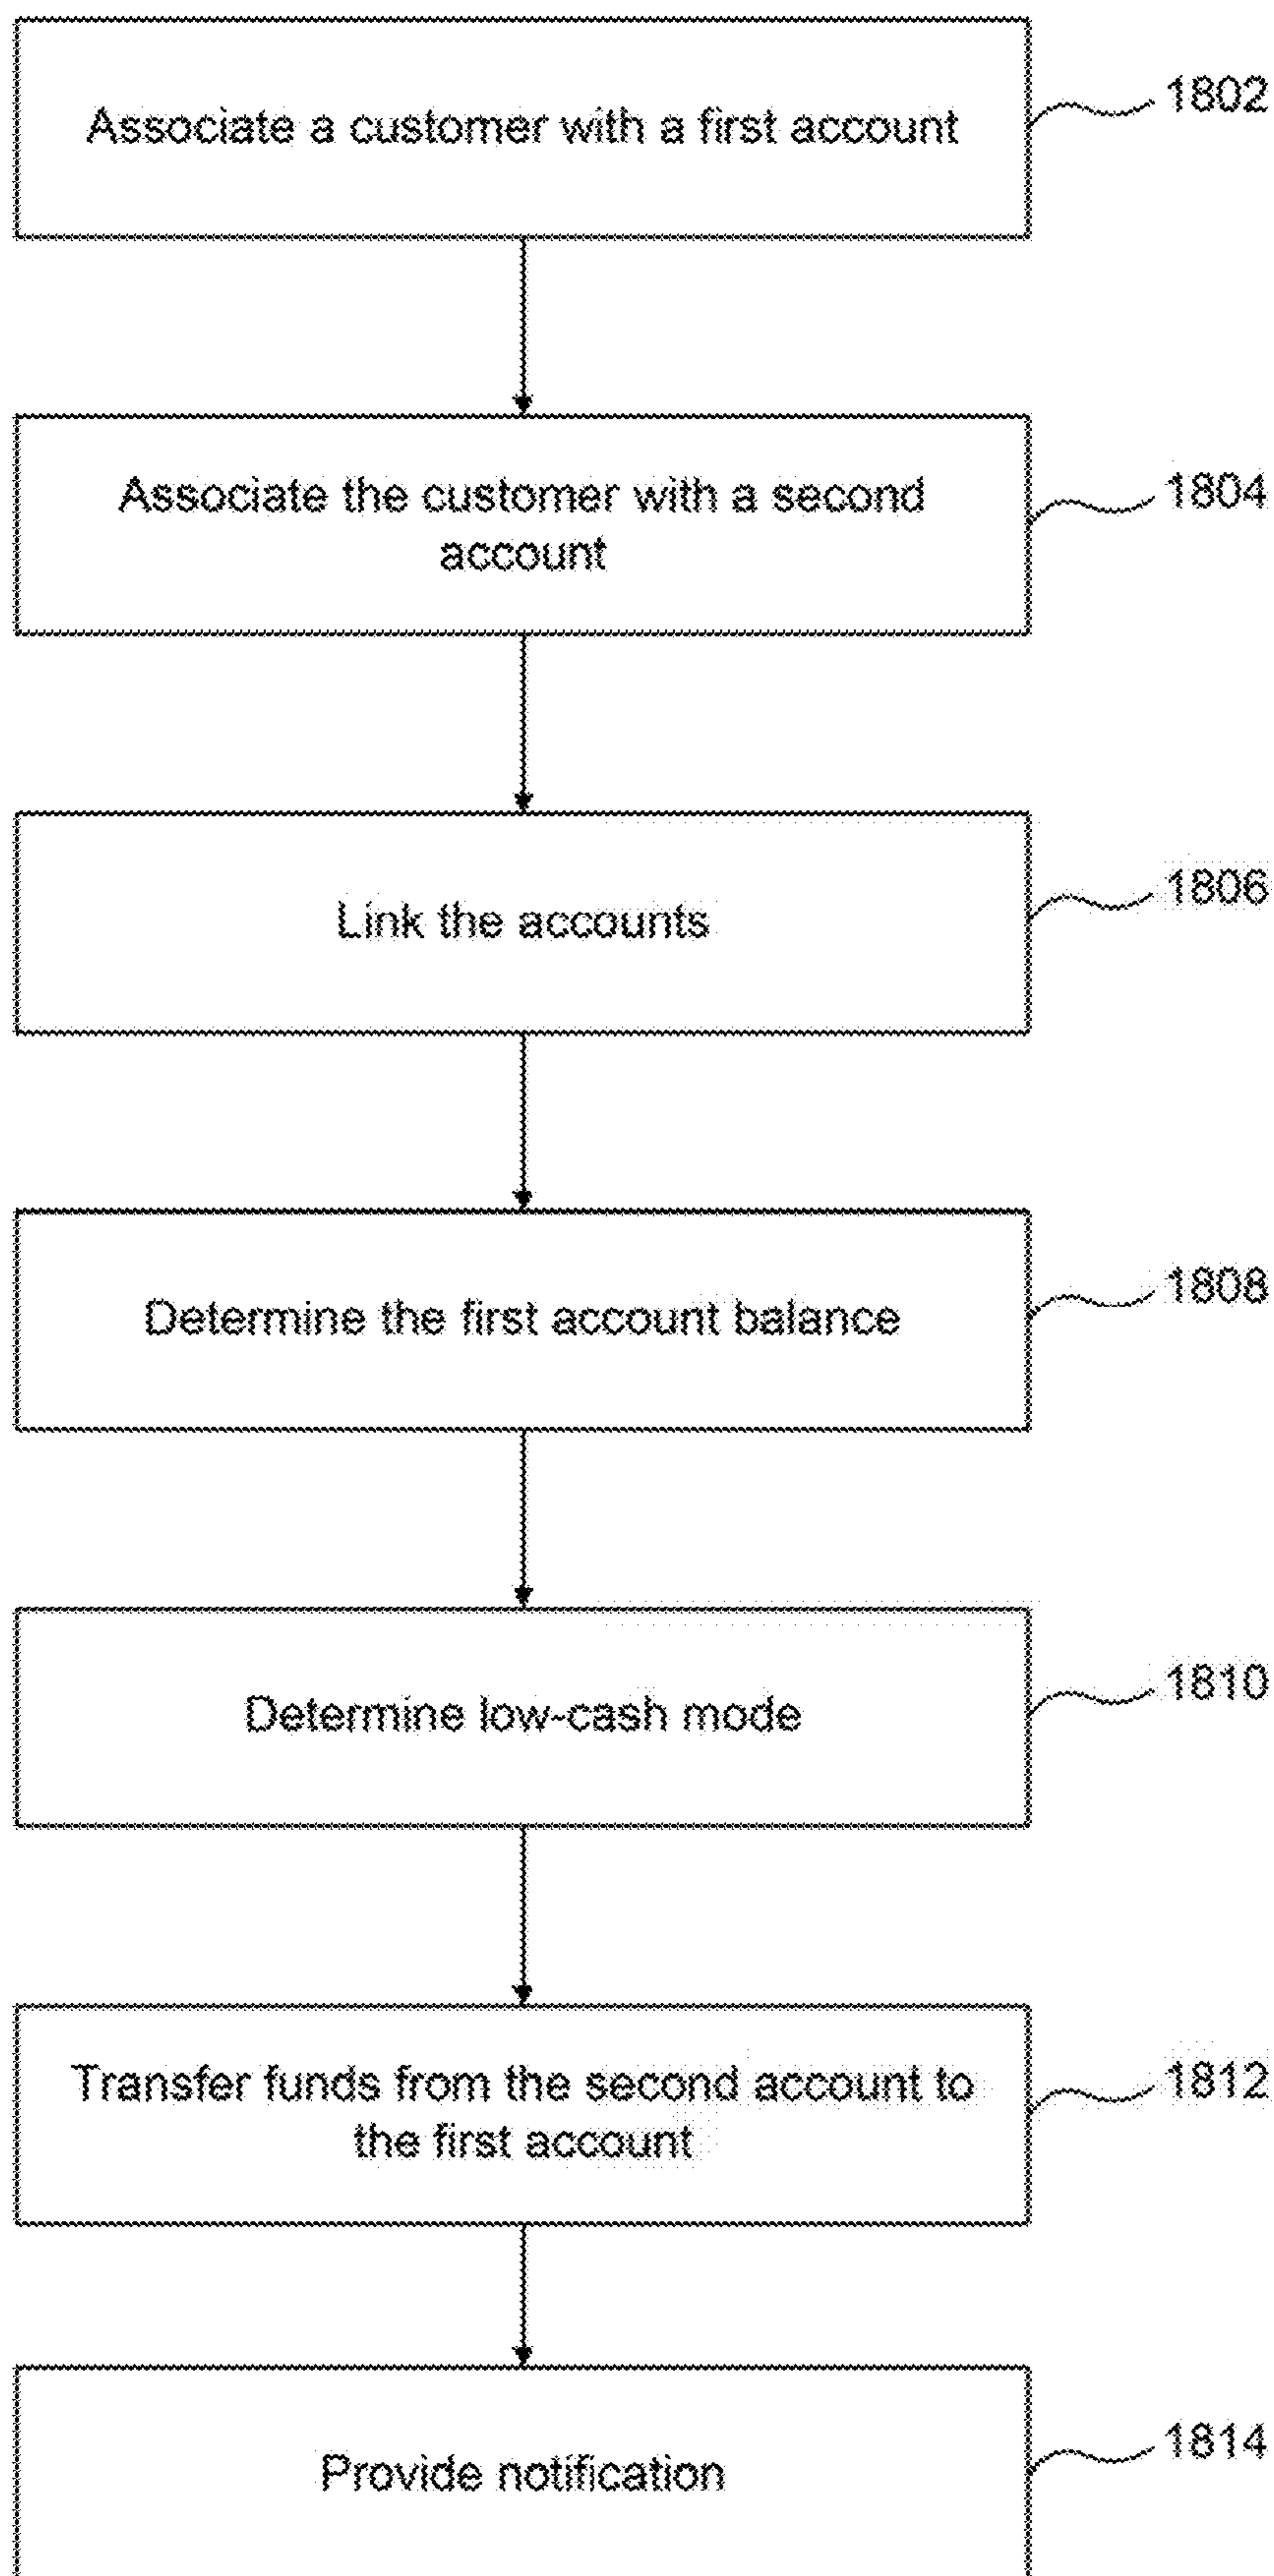 Associate a customer with a first account
1802
Associate the customer with a second
account
1804
Link the accounts
1806
Determine the first account balance
1808
Determine low-cash mode
1810
Transfer funds from the second account to
the first account
1812
Provide notification
1814